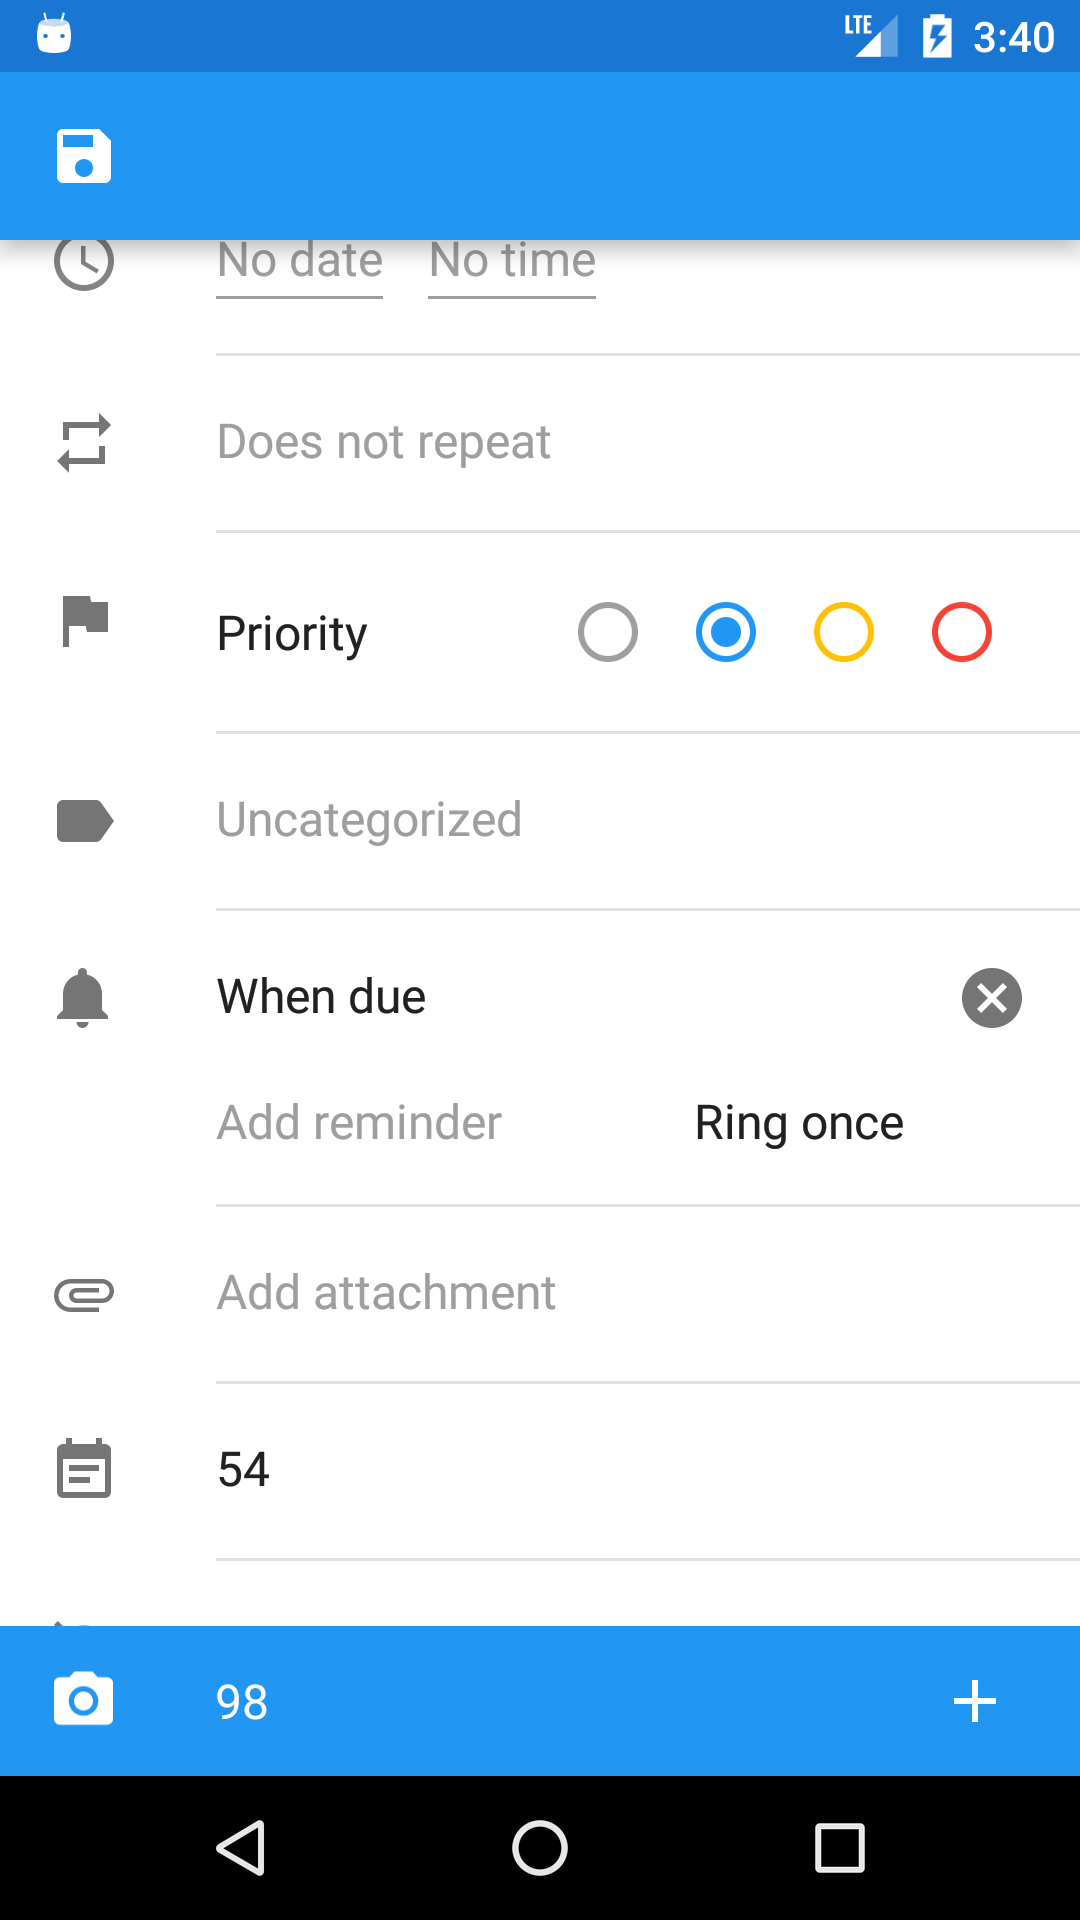 LTE 3:40
No date No time
Does not repeat
Priority
Uncategorized
When due
Add reminder Ring once
Add attachment
54
98